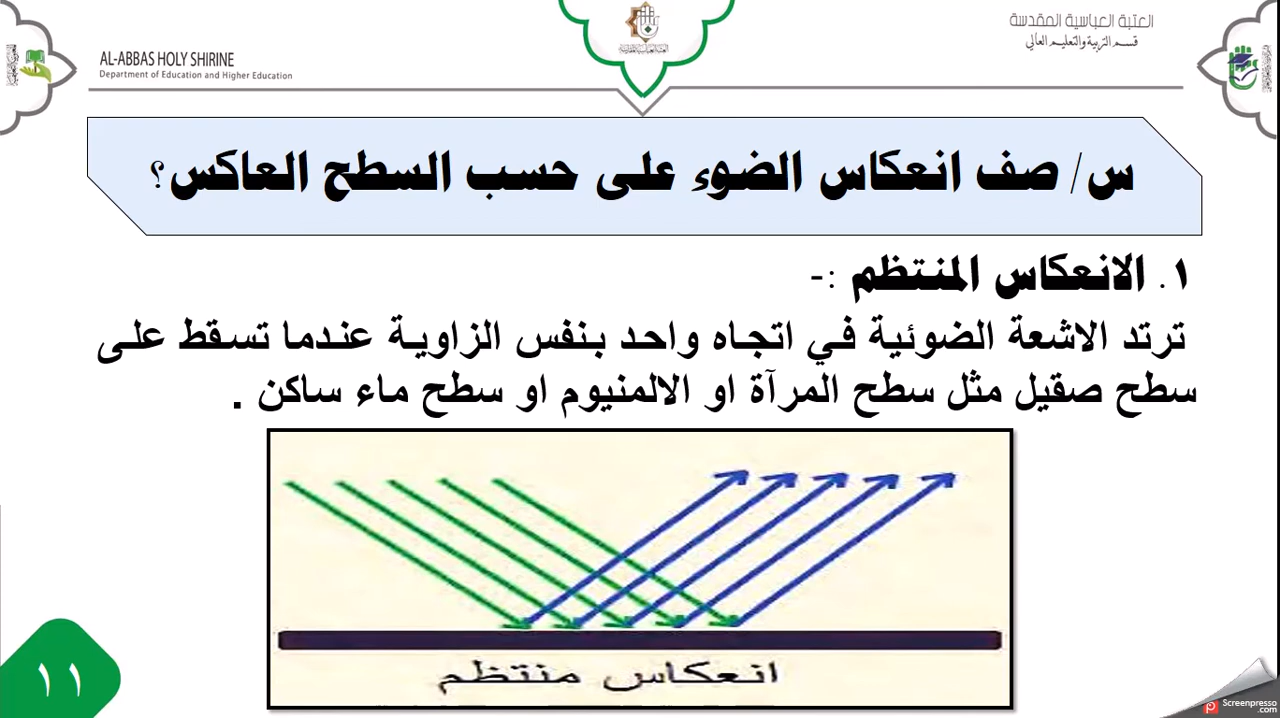 العتبة العباسية المقدسة
قسم التربية والتعليم العالي
AL-ABBAS HOLY SHIRINE
Department of Education and Higher Education
س/ صف انعكاس الضوء على حسب السطح العاكس؟
١. الانعكاس المنتظم :-
ترتد الاشعة الضوئية في اتجاه واحد بنفس الزاوية عندما تسقط على
سطح صقيل مثل سطح المرآة او الالمنيوم او سطح ماء ساكن .
انعكاس منتظم
١١
Screenpresso
.com